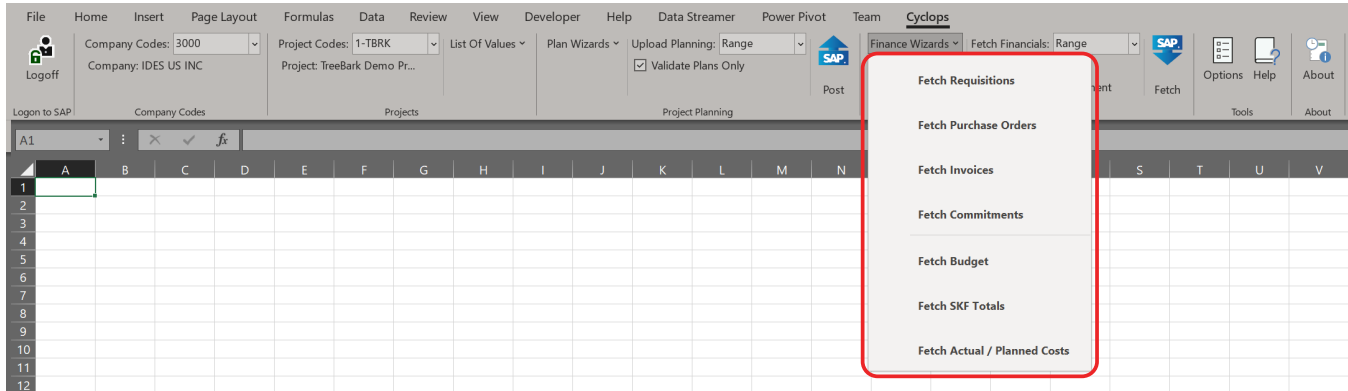 File Home Insert Page Layout Formulas Data Review View Developer Help Data Streamer Power Pivot Team Cyclops
Company Codes: 3000 Project Codes: 1-TBRK List Of Values Plan Wizards Upload Planning: Range SAP Finance Wizards Fetch Financials: Range SAP
Company: IDES US INC Project: TreeBark Demo Pr... Validate Plans Only
Logoff Post Fetch Options Help About
Logon to SAP Company Codes Projects Project Planning Tools About
Fetch Requisitions
Fetch Purchase Orders
Fetch Invoices
Fetch Commitments
Fetch Budget
Fetch SKF Totals
Fetch Actual / Planned Costs
A1 fx
A B C D E F G H I J K L M N S T U V
1
2
3
4
5
6
7
8
9
10
11
12